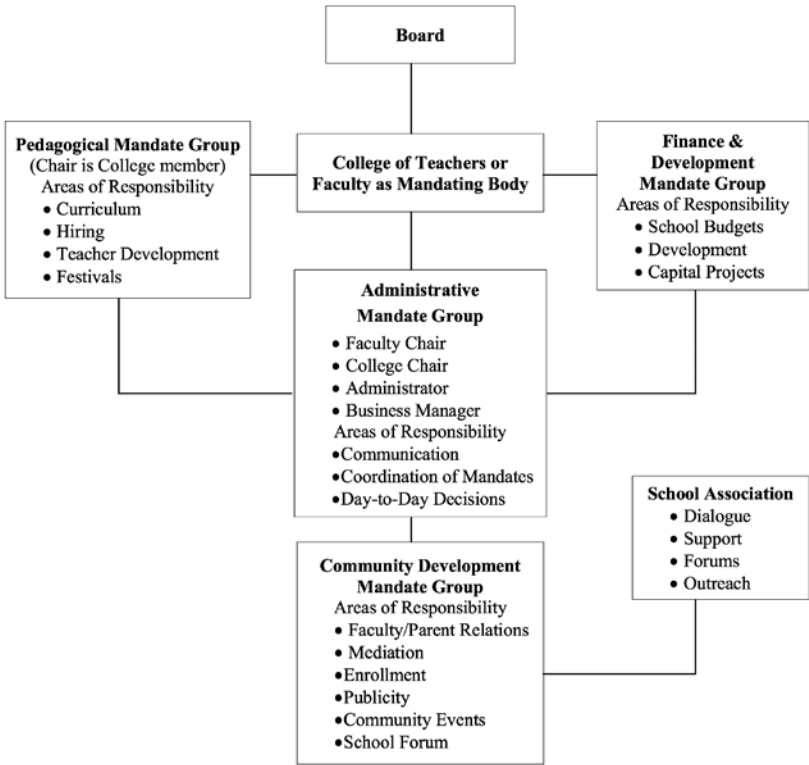 Board
Pedagogical Mandate Group
(Chair is College member)
Areas of Responsibility
• Curriculum
• Hiring
• Teacher Development
• Festivals
College of Teachers or
Faculty as Mandating Body
Finance &
Development
Mandate Group
Areas of Responsibility
• School Budgets
• Development
• Capital Projects
Administrative
Mandate Group
• Faculty Chair
• College Chair
• Administrator
• Business Manager
Areas of Responsibility
•Communication
•Coordination of Mandates
•Day-to-Day Decisions
School Association
• Dialogue
• Support
• Forums
• Outreach
Community Development
Mandate Group
Areas of Responsibility
• Faculty/Parent Relations
• Mediation
•Enrollment
•Publicity
•Community Events
•School Forum